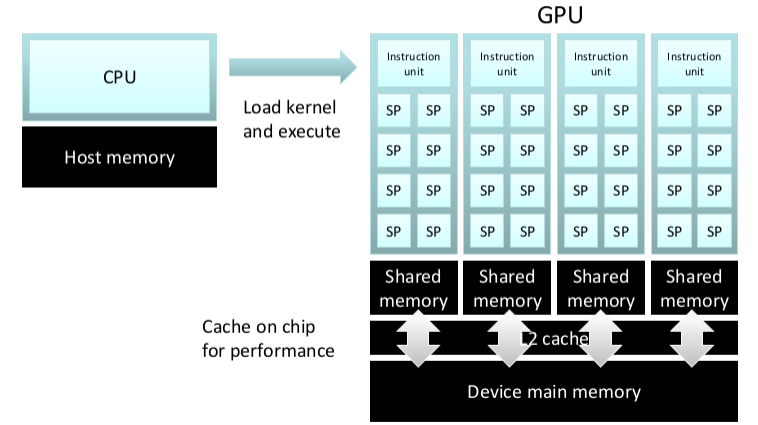 GPU
CPU
Host memory
Load kernel
and execute
Instruction
unit
Instruction
unit
Instruction
unit
Instruction
unit
SP SP SP SP SP SP SP SP
SP SP SP SP SP SP SP SP
SP SP SP SP SP SP SP SP
SP SP SP SP SP SP SP SP
Shared
memory
Shared
memory
Shared
memory
Shared
memory
Cache on chip
for performance
L2 cache
Device main memory